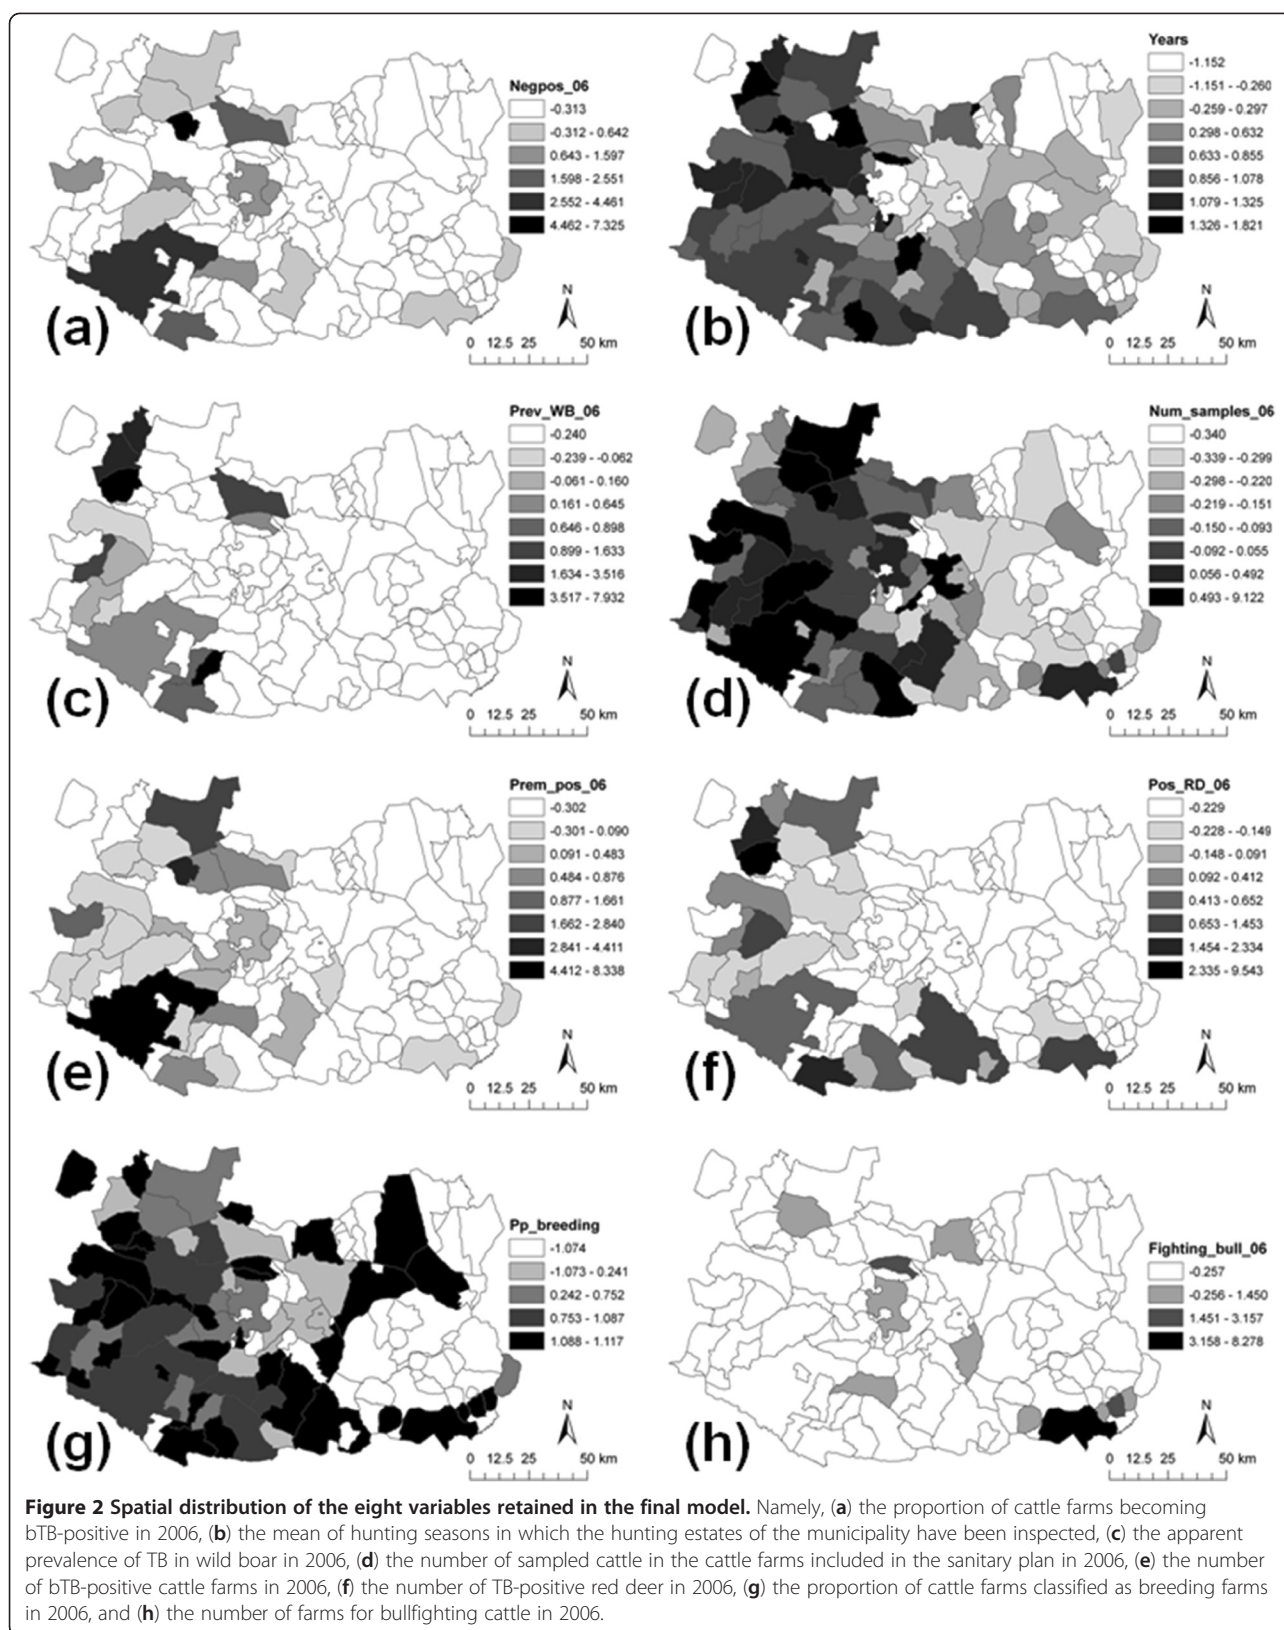 Negpos_06
-0.313
-0.312 - 0.642
0.643 - 1.597
1.598 - 2.551
2.552 - 4.461
4.462 - 7.325
N
(a)
0 12.5 25 50 km
Years
-1.152
-1.151 - -0.260
-0.259 - 0.297
0.298 - 0.632
0.633 - 0.855
0.856 - 1.078
1.079 - 1.325
1.326 - 1.821
N
(b)
0 12.5 25 50 km
Prev_WB_06
-0.240
-0.239 - -0.062
-0.061 - 0.160
0.161 - 0.645
0.646 - 0.898
0.899 - 1.633
1.634 - 3.516
3.517 - 7.932
N
(c)
0 12.5 25 50 km
Num_samples_06
-0.340
-0.339 - -0.299
-0.298 - -0.220
-0.219 - -0.151
-0.150 - -0.093
-0.092 - 0.055
0.056 - 0.492
0.493 - 9.122
N
(d)
0 12.5 25 50 km
Prem_pos_06
-0.302
-0.301 - 0.090
0.091 - 0.483
0.484 - 0.876
0.877 - 1.661
1.662 - 2.840
2.841 - 4.411
4.412 - 8.338
N
(e)
0 12.5 25 50 km
Pos_RD_06
-0.229
-0.228 - -0.149
-0.148 - 0.091
0.092 - 0.412
0.413 - 0.652
0.653 - 1.453
1.454 - 2.334
2.335 - 9.543
N
(f)
0 12.5 25 50 km
Pp_breeding
-1.074
-1.073 - 0.241
0.242 - 0.752
0.753 - 1.087
1.088 - 1.117
N
(g)
0 12.5 25 50 km
Fighting_bull_06
-0.257
-0.256 - 1.450
1.451 - 3.157
3.158 - 8.278
N
(h)
0 12.5 25 50 km
Figure 2 Spatial distribution of the eight variables retained in the final model. Namely, (a) the proportion of cattle farms becoming
bTB-positive in 2006, (b) the mean of hunting seasons in which the hunting estates of the municipality have been inspected, (c) the apparent
prevalence of TB in wild boar in 2006, (d) the number of sampled cattle in the cattle farms included in the sanitary plan in 2006, (e) the number
of bTB-positive cattle farms in 2006, (f) the number of TB-positive red deer in 2006, (g) the proportion of cattle farms classified as breeding farms
in 2006, and (h) the number of farms for bullfighting cattle in 2006.